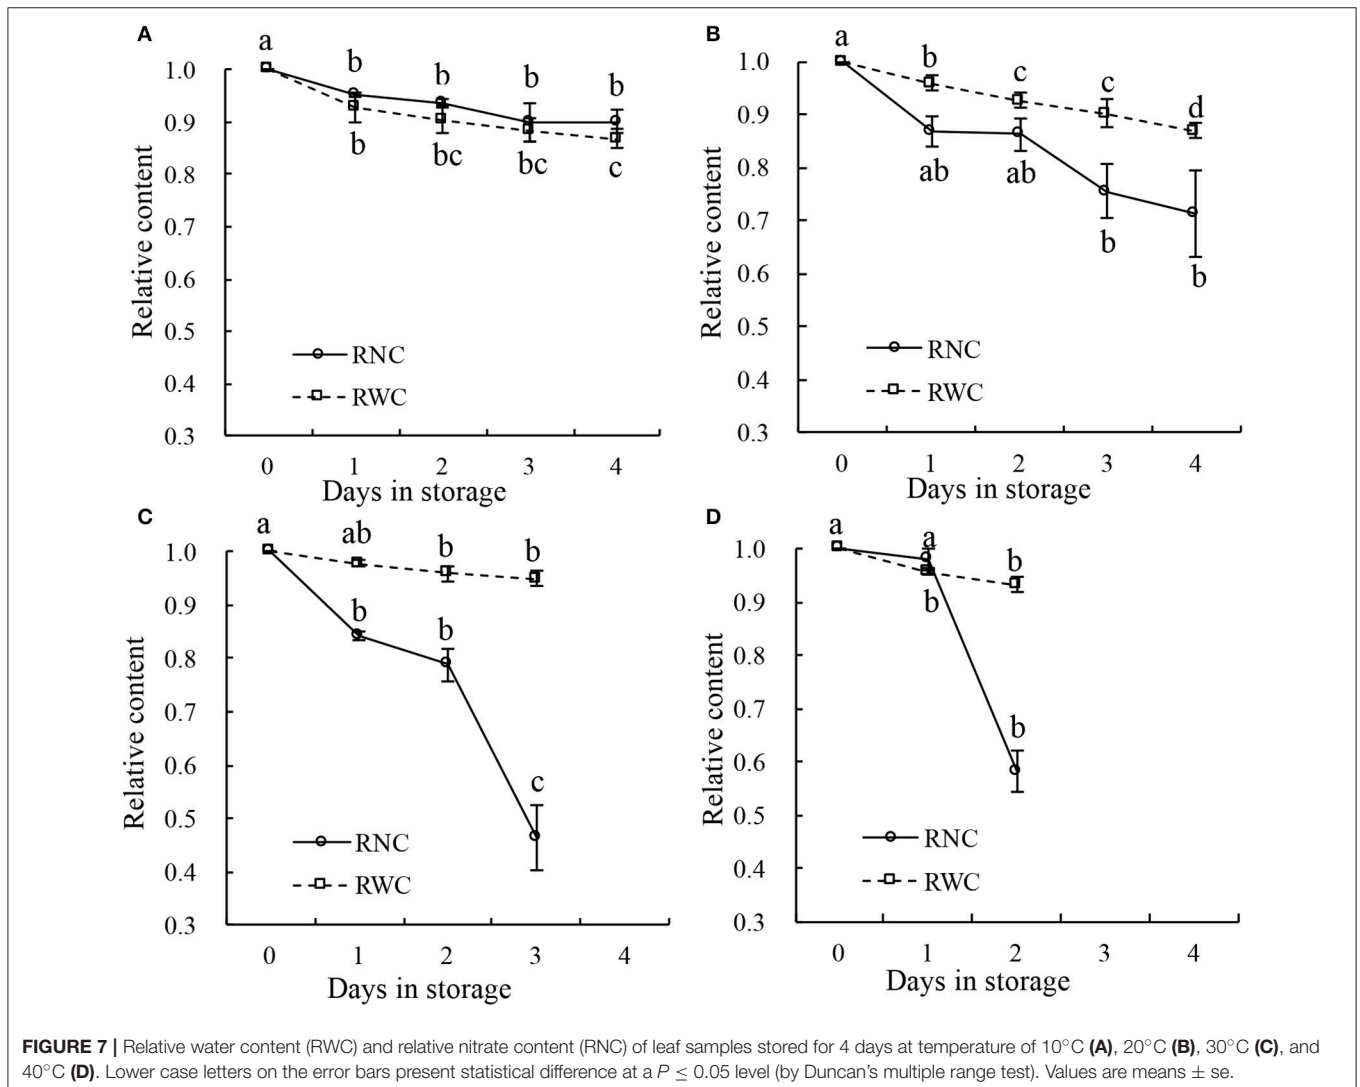 A
a
b
b
b
b
1.0
0.9
b
bc
bc
c
0.8
0.7
0.6
0.5
0.4
0.3
Relative content
RNC
RWC
0 1 2 3 4
Days in storage
B
a
b
c
c
d
1.0
0.9
ab
ab
b
b
0.8
0.7
0.6
0.5
0.4
0.3
Relative content
RNC
RWC
0 1 2 3 4
Days in storage
C
a
ab
b
b
1.0
0.9
b
b
c
0.8
0.7
0.6
0.5
0.4
0.3
Relative content
RNC
RWC
0 1 2 3 4
Days in storage
D
a
a
b
1.0
0.9
b
b
0.8
0.7
0.6
0.5
0.4
0.3
Relative content
RNC
RWC
0 1 2 3 4
Days in storage
FIGURE 7 | Relative water content (RWC) and relative nitrate content (RNC) of leaf samples stored for 4 days at temperature of 10°C (A), 20°C (B), 30°C (C), and
40°C (D). Lower case letters on the error bars present statistical difference at a P ≤ 0.05 level (by Duncan's multiple range test). Values are means ± se.